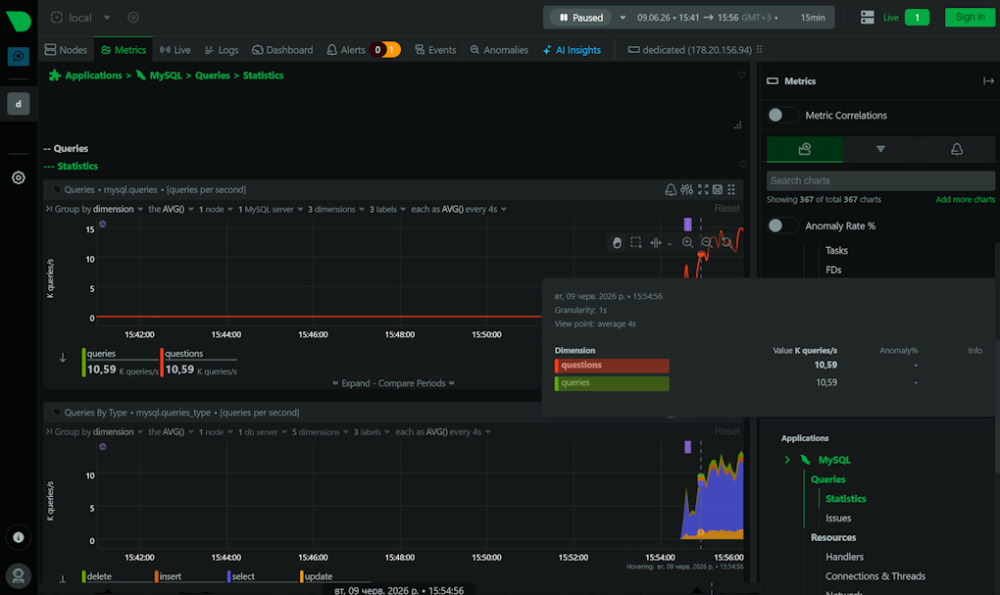 local
Paused
09.06.26 • 15:41 → 15:56 GMT+3 •
15min
Live
1
Sign in
Nodes
Metrics
Live
Logs
Dashboard
Alerts
0
1
Events
Anomalies
AI Insights
dedicated (178.20.156.94)
d
Applications > MySQL > Queries > Statistics
-- Queries
--- Statistics
Queries • mysql.queries • [queries per second]
Group by dimension the AVG() 1 node 1 MySQL server 3 dimensions 3 labels each as AVG() every 4s
Reset
15
10
5
0
K queries/s
15:42:00
15:44:00
15:46:00
15:48:00
15:50:00
queries
10,59 K queries/s
questions
10,59 K queries/s
Expand - Compare Periods
вт, 09 черв. 2026 р. • 15:54:56
Granularity: 1s
View point: average 4s
Dimension
Value K queries/s
Anomaly%
Info
questions
10,59
-
queries
10,59
-
Queries By Type • mysql.queries_type • [queries per second]
Group by dimension the AVG() 1 node 1 db server 5 dimensions 3 labels each as AVG() every 4s
Reset
10
5
0
K queries/s
15:42:00
15:44:00
15:46:00
15:48:00
15:50:00
15:52:00
15:54:00
15:56:00
Hovering: вт, 09 черв. 2026 р. • 15:54:56
delete
insert
select
update
вт, 09 черв. 2026 р. • 15:54:56
Metrics
Metric Correlations
Search charts
Showing 367 of total 367 charts
Add more charts
Anomaly Rate %
Tasks
FDs
Applications
MySQL
Queries
Statistics
Issues
Resources
Handlers
Connections & Threads
Network